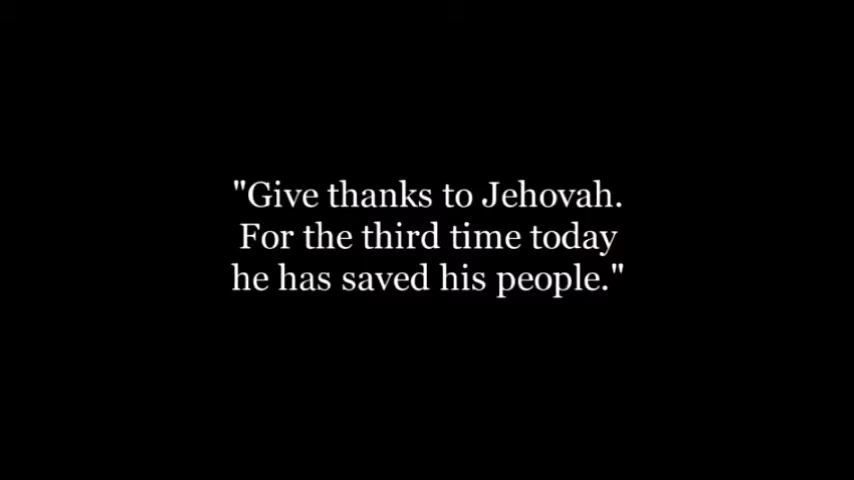 "Give thanks to Jehovah.
For the third time today
he has saved his people."